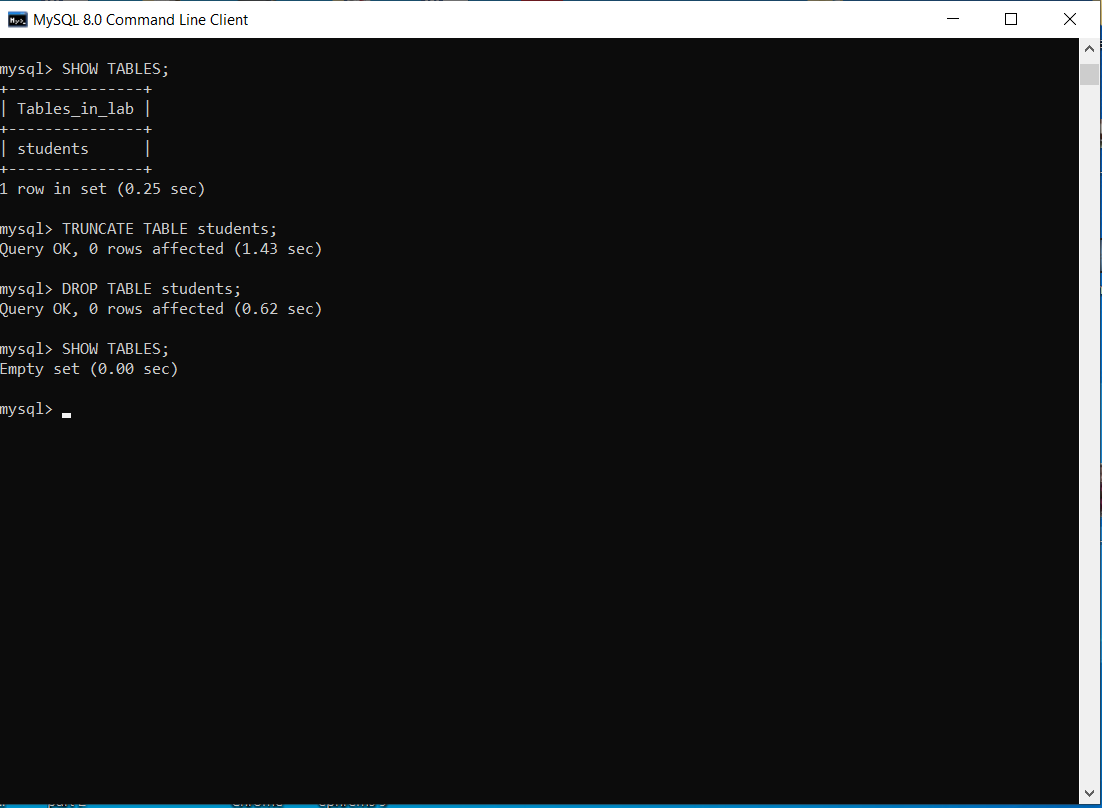 MySQL 8.0 Command Line Client
mysql> SHOW TABLES;
+---------------+
| Tables_in_lab |
+---------------+
| students      |
+---------------+
1 row in set (0.25 sec)
mysql> TRUNCATE TABLE students;
Query OK, 0 rows affected (1.43 sec)
mysql> DROP TABLE students;
Query OK, 0 rows affected (0.62 sec)
mysql> SHOW TABLES;
Empty set (0.00 sec)
mysql>